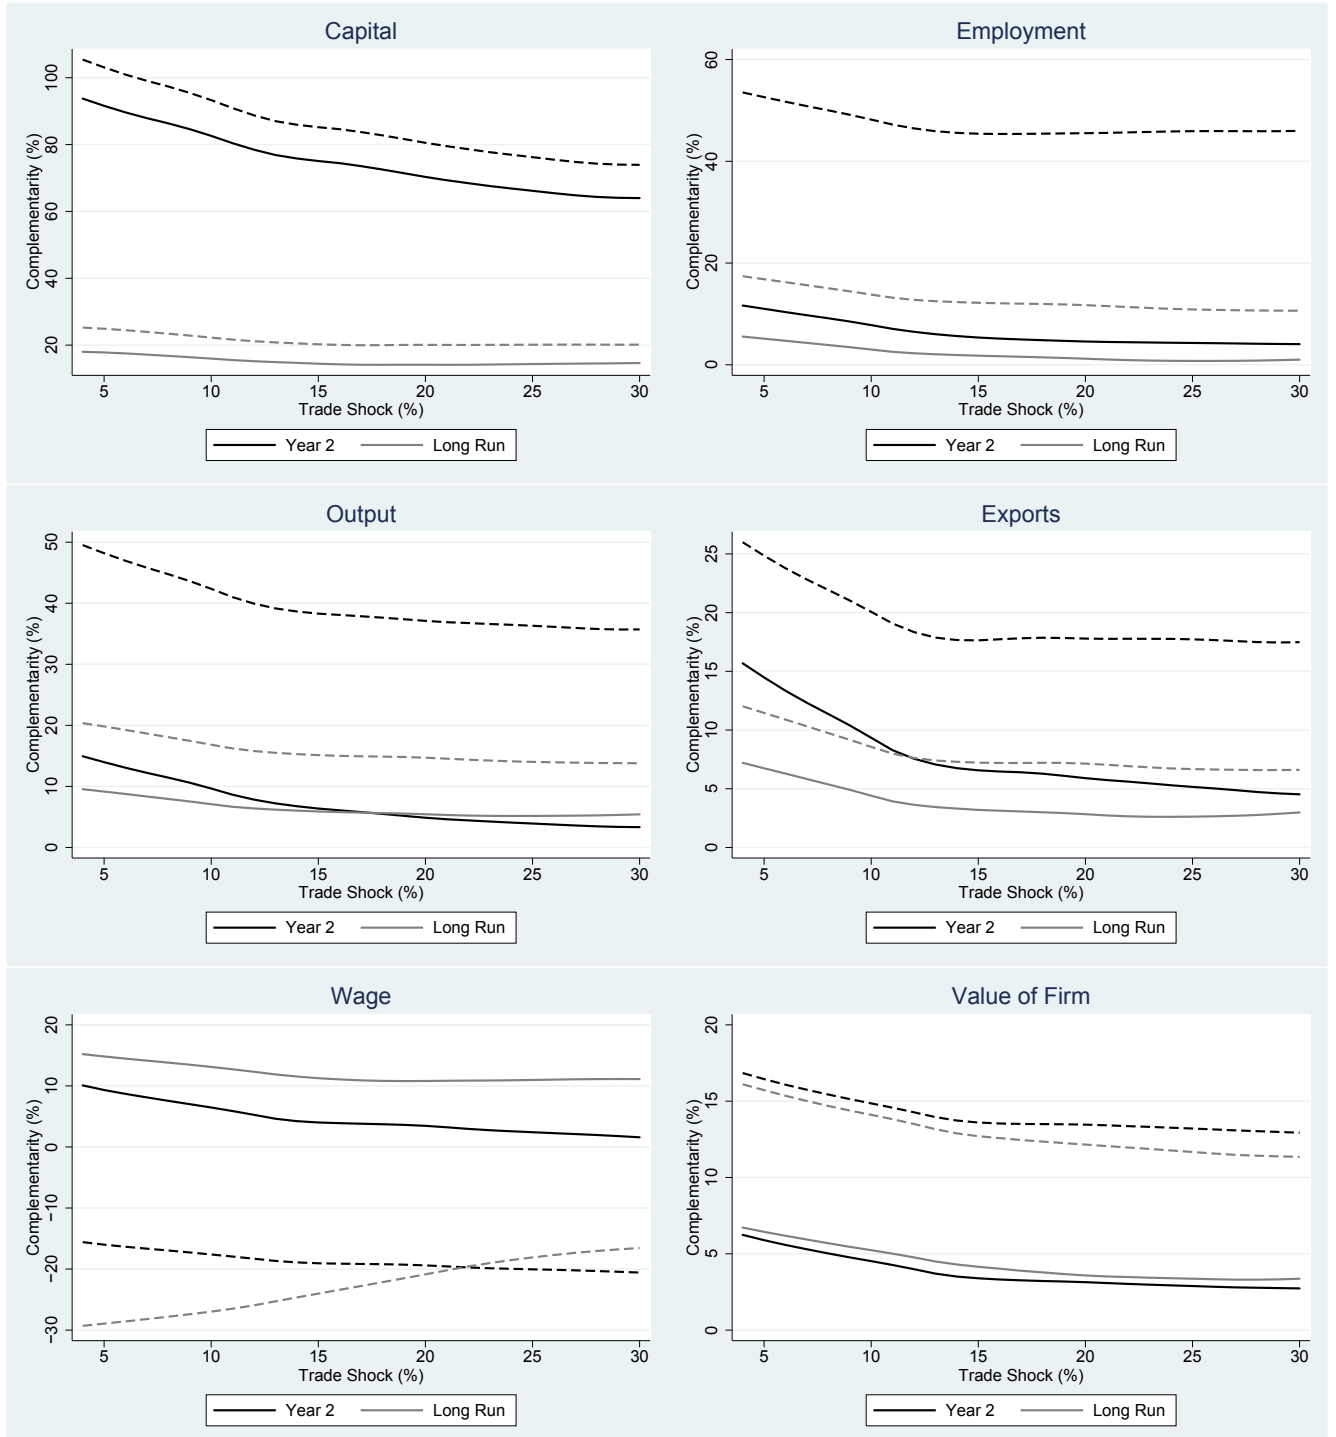 Capital
Complementarity (%)
100
80
60
40
20
5 10 15 20 25 30
Trade Shock (%)
Year 2 Long Run
Employment
Complementarity (%)
60
40
20
0
5 10 15 20 25 30
Trade Shock (%)
Year 2 Long Run
Output
Complementarity (%)
50
40
30
20
10
0
5 10 15 20 25 30
Trade Shock (%)
Year 2 Long Run
Exports
Complementarity (%)
25
20
15
10
5
0
5 10 15 20 25 30
Trade Shock (%)
Year 2 Long Run
Wage
Complementarity (%)
20
10
0
−10
−20
−30
5 10 15 20 25 30
Trade Shock (%)
Year 2 Long Run
Value of Firm
Complementarity (%)
20
15
10
5
0
5 10 15 20 25 30
Trade Shock (%)
Year 2 Long Run